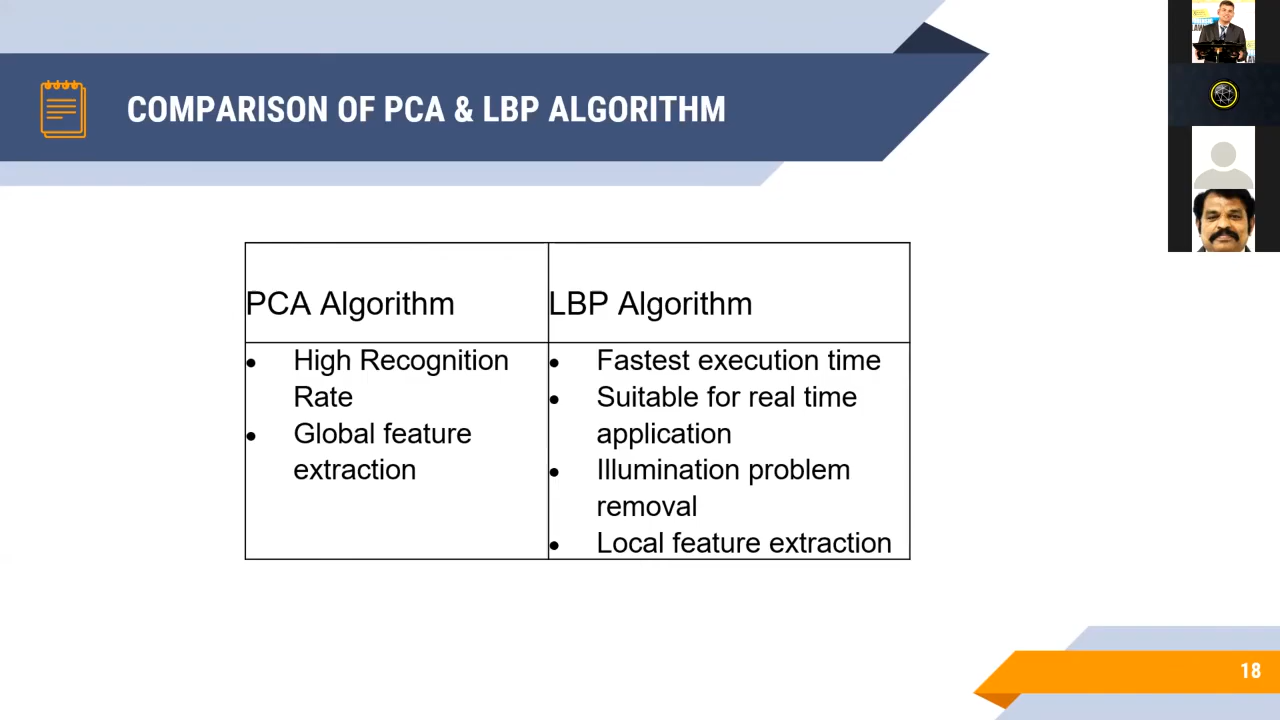 COMPARISON OF PCA & LBP ALGORITHM
PCA Algorithm
LBP Algorithm
• High Recognition
Rate
• Global feature
extraction
• Fastest execution time
• Suitable for real time
application
• Illumination problem
removal
• Local feature extraction
18